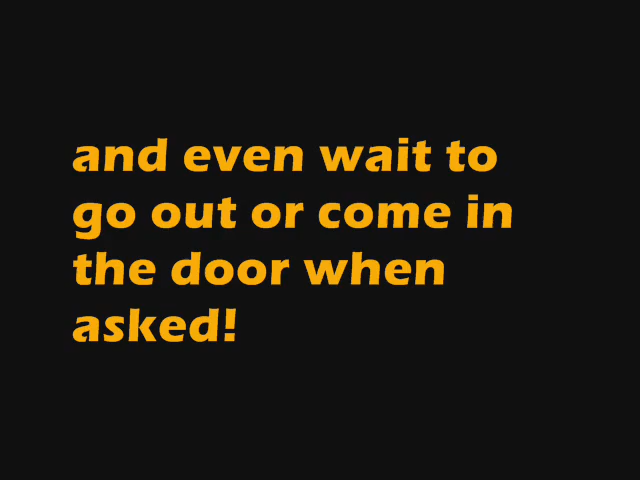 and even wait to
go out or come in
the door when
asked!